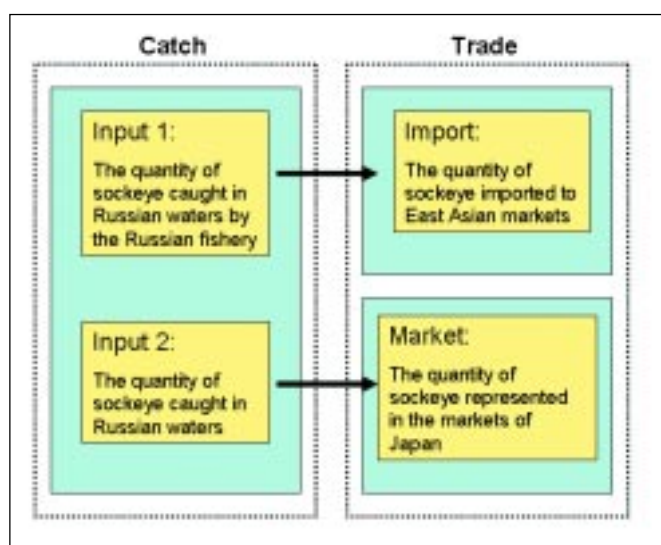 Catch
Trade
Input 1:
The quantity of
sockeye caught in
Russian waters by
the Russian fishery
Import:
The quantity of
sockeye imported to
East Asian markets
Input 2:
The quantity of
sockeye caught in
Russian waters
Market:
The quantity of
sockeye represented
in the markets of
Japan